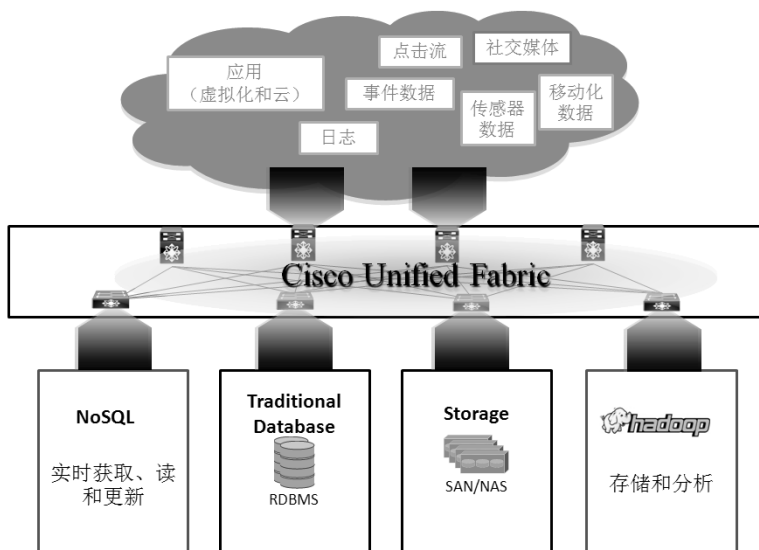 点击流
社交媒体
应用
（虚拟化和云）
事件数据
传感器
数据
移动化
数据
日志
Cisco Unified Fabric
NoSQL
实时获取、读
和更新
Traditional
Database
RDBMS
Storage
SAN/NAS
hadoop
存储和分析